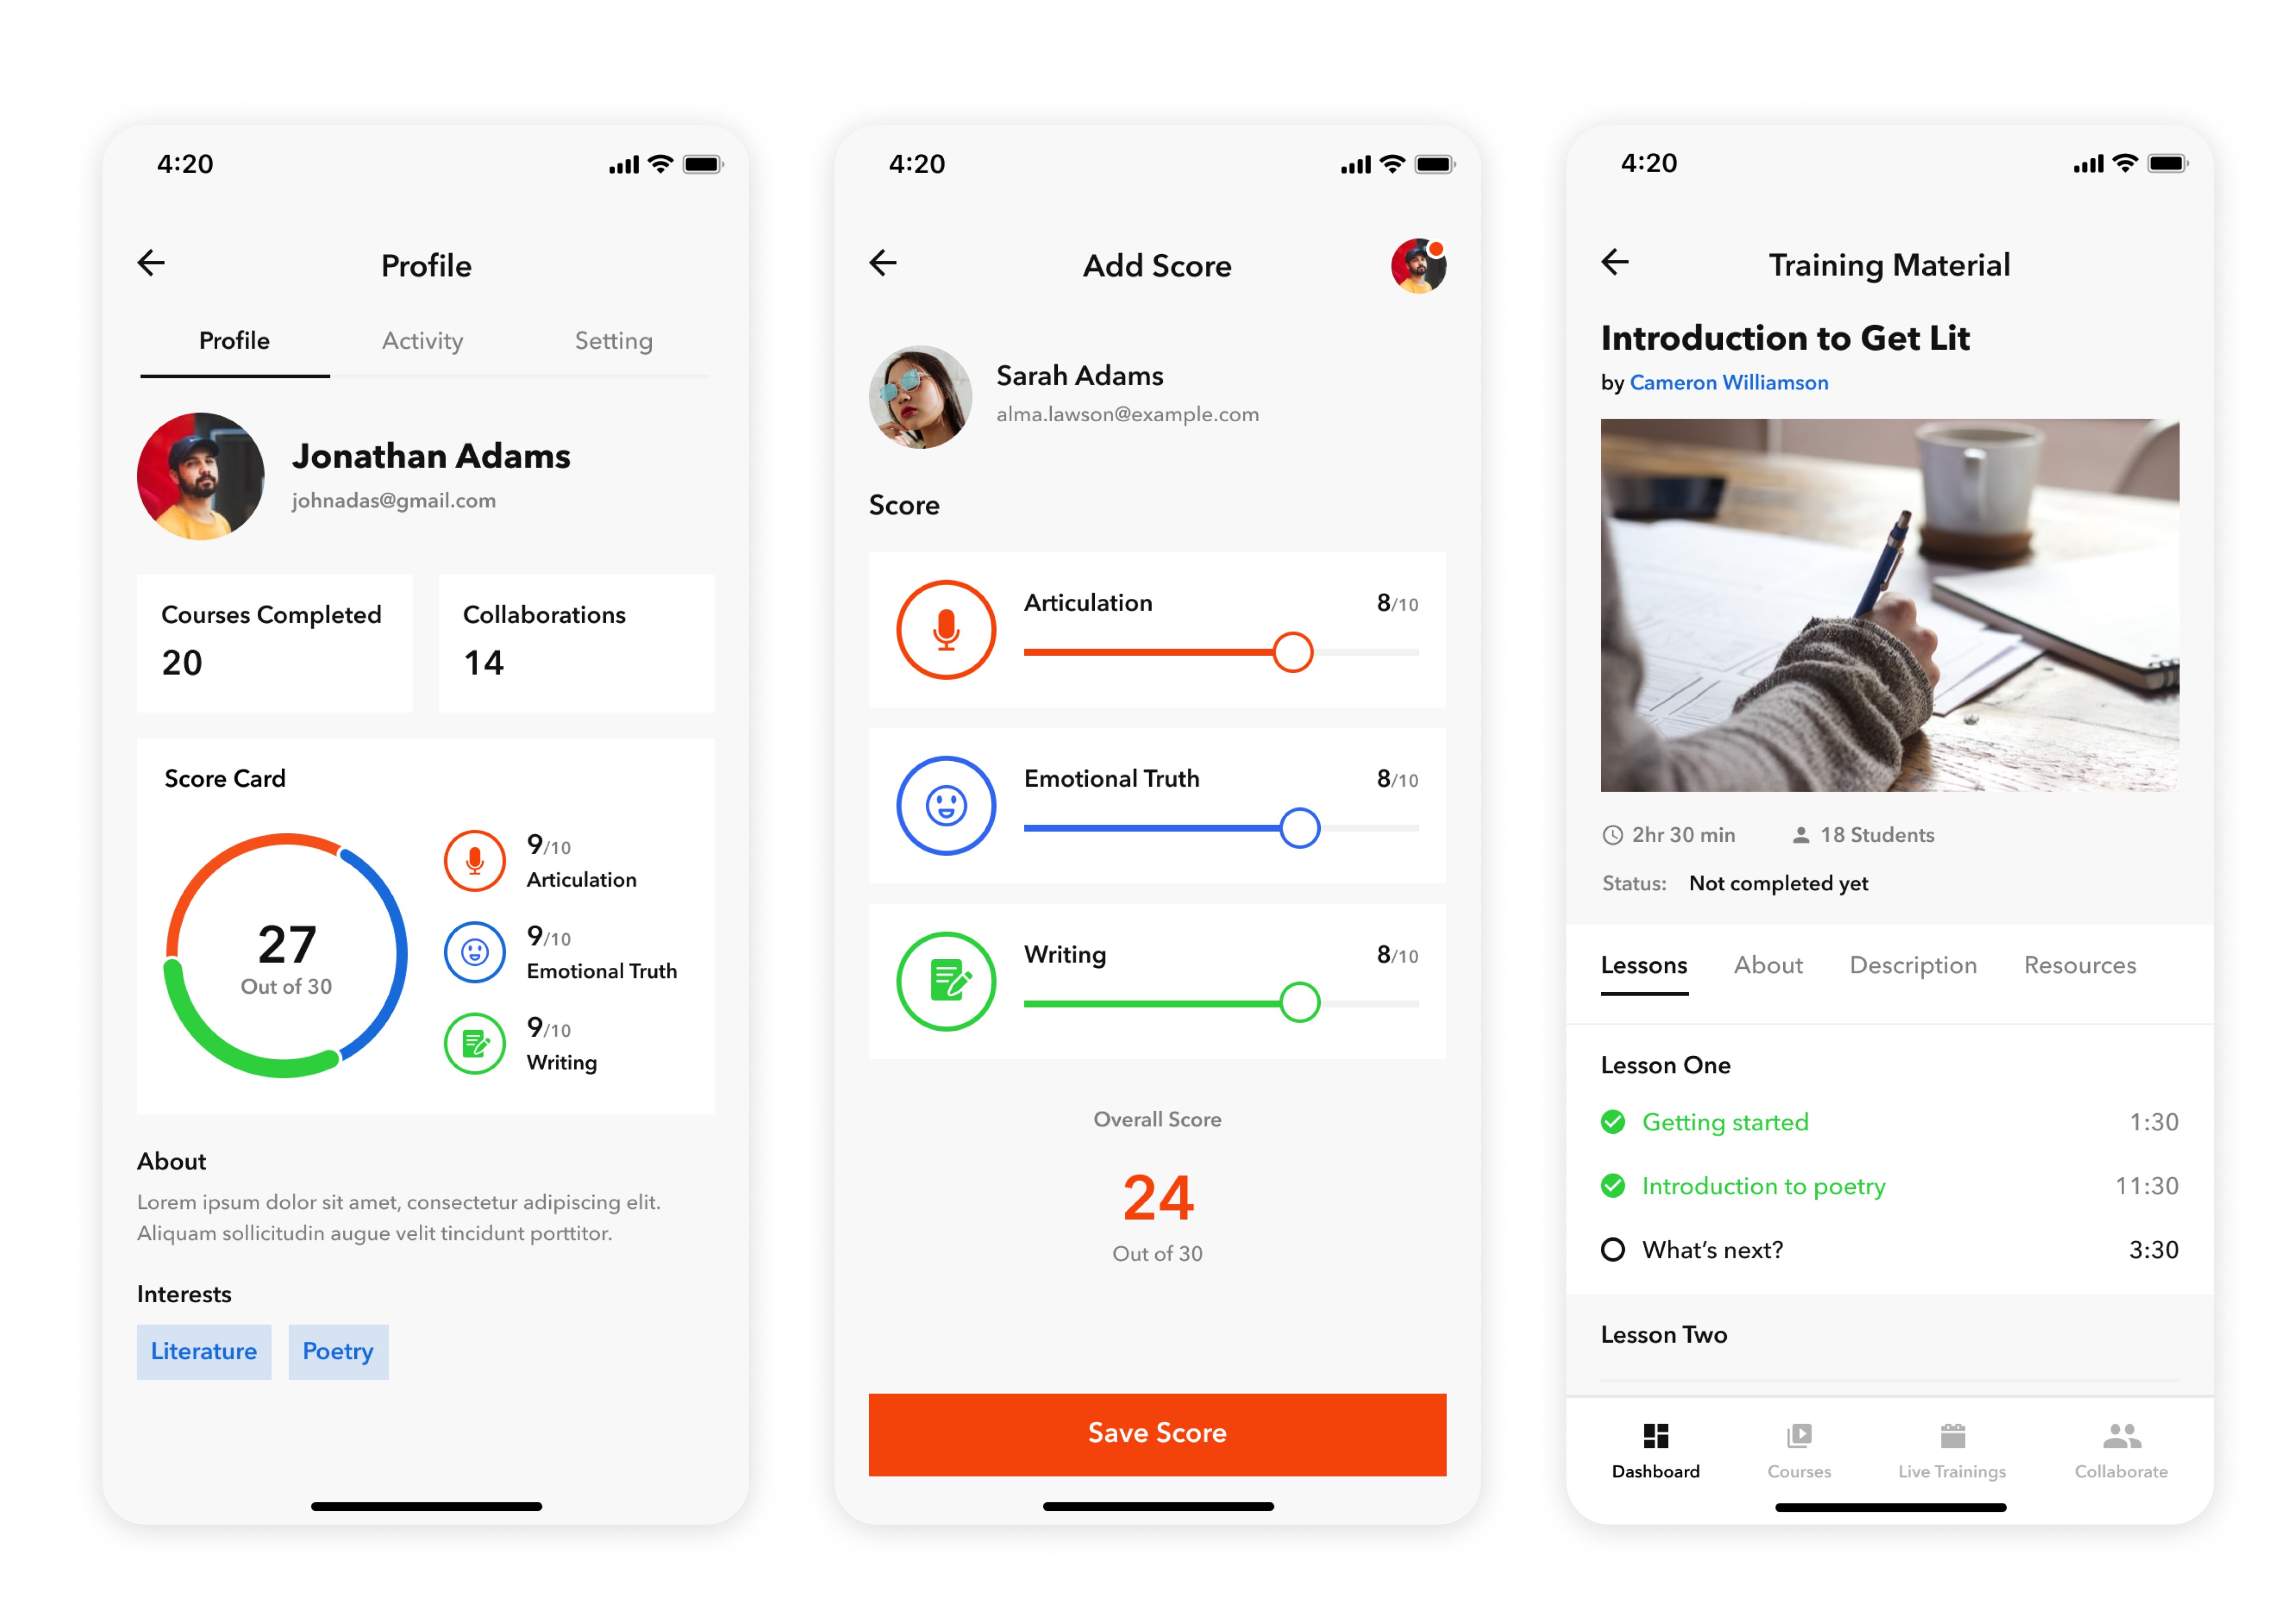 4:20
Profile
Profile Activity Setting
Jonathan Adams
johnadas@gmail.com
Courses Completed
20
Collaborations
14
Score Card
27
Out of 30
9/10
Articulation
9/10
Emotional Truth
9/10
Writing
About
Lorem ipsum dolor sit amet, consectetur adipiscing elit.
Aliquam sollicitudin augue velit tincidunt porttitor.
Interests
Literature Poetry
4:20
Add Score
Sarah Adams
alma.lawson@example.com
Score
Articulation 8/10
Emotional Truth 8/10
Writing 8/10
Overall Score
24
Out of 30
Save Score
4:20
Training Material
Introduction to Get Lit
by Cameron Williamson
2hr 30 min 18 Students
Status: Not completed yet
Lessons About Description Resources
Lesson One
Getting started 1:30
Introduction to poetry 11:30
What’s next? 3:30
Lesson Two
Dashboard Courses Live Trainings Collaborate